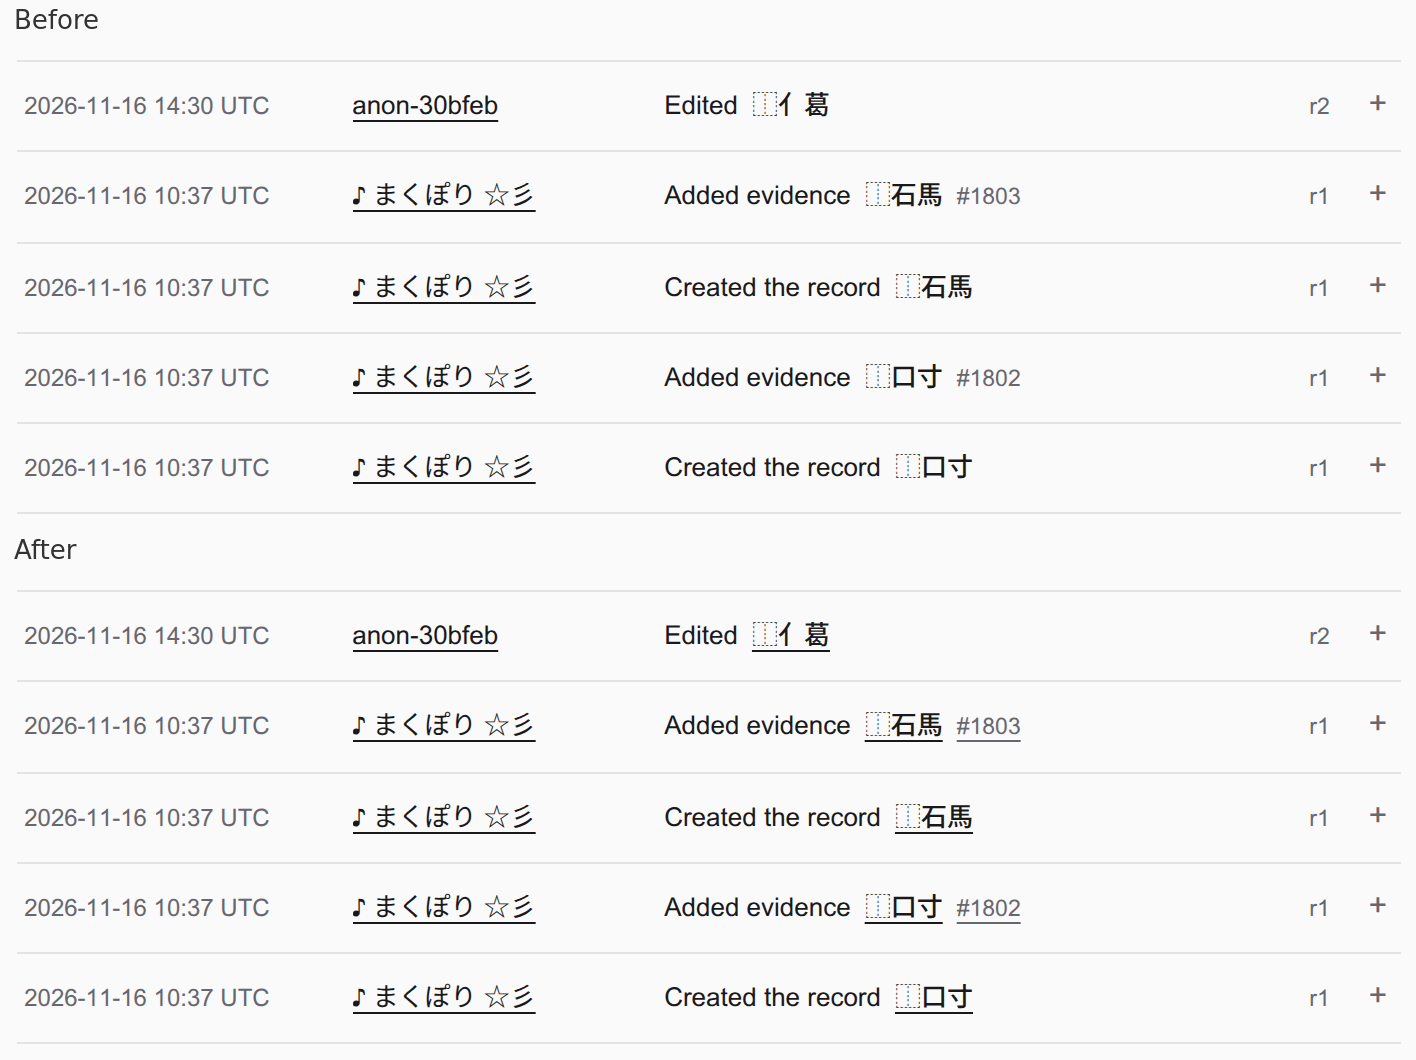 Before
2026-11-16 14:30 UTC anon-30bfeb Edited ⿰亻葛 r2 +
2026-11-16 10:37 UTC ♪ まくぽり ☆彡 Added evidence ⿰石馬 #1803 r1 +
2026-11-16 10:37 UTC ♪ まくぽり ☆彡 Created the record ⿰石馬 r1 +
2026-11-16 10:37 UTC ♪ まくぽり ☆彡 Added evidence ⿰口寸 #1802 r1 +
2026-11-16 10:37 UTC ♪ まくぽり ☆彡 Created the record ⿰口寸 r1 +
After
2026-11-16 14:30 UTC anon-30bfeb Edited ⿰亻葛 r2 +
2026-11-16 10:37 UTC ♪ まくぽり ☆彡 Added evidence ⿰石馬 #1803 r1 +
2026-11-16 10:37 UTC ♪ まくぽり ☆彡 Created the record ⿰石馬 r1 +
2026-11-16 10:37 UTC ♪ まくぽり ☆彡 Added evidence ⿰口寸 #1802 r1 +
2026-11-16 10:37 UTC ♪ まくぽり ☆彡 Created the record ⿰口寸 r1 +